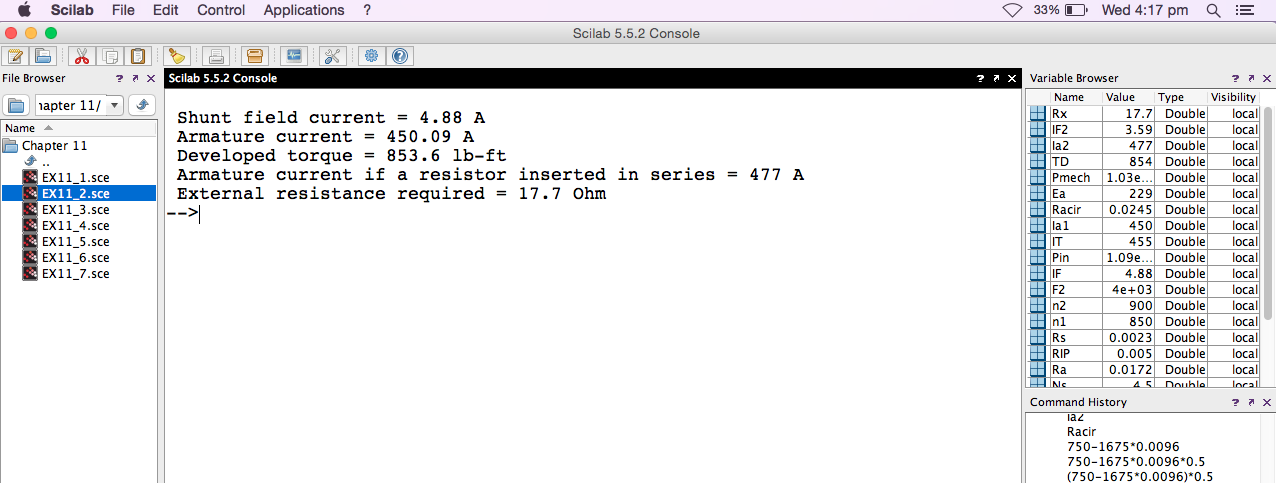 Scilab File Edit Control Applications ? 33% Wed 4:17 pm
Scilab 5.5.2 Console
File Browser ? ↗ X
hapter 11/
Name
Chapter 11
..
EX11_1.sce
EX11_2.sce
EX11_3.sce
EX11_4.sce
EX11_5.sce
EX11_6.sce
EX11_7.sce
Scilab 5.5.2 Console ? ↗ X
Shunt field current = 4.88 A
Armature current = 450.09 A
Developed torque = 853.6 lb-ft
Armature current if a resistor inserted in series = 477 A
External resistance required = 17.7 Ohm
-->
Variable Browser ? ↗ X
Name Value Type Visibility
Rx 17.7 Double local
IF2 3.59 Double local
Ia2 477 Double local
TD 854 Double local
Pmech 1.03e... Double local
Ea 229 Double local
Racir 0.0245 Double local
Ia1 450 Double local
IT 455 Double local
Pin 1.09e... Double local
IF 4.88 Double local
F2 4e+03 Double local
n2 900 Double local
n1 850 Double local
Rs 0.0023 Double local
RIP 0.005 Double local
Ra 0.0172 Double local
Ns 4.5 Double local
Command History ? ↗ X
Ia2
Racir
750-1675*0.0096
750-1675*0.0096*0.5
(750-1675*0.0096)*0.5